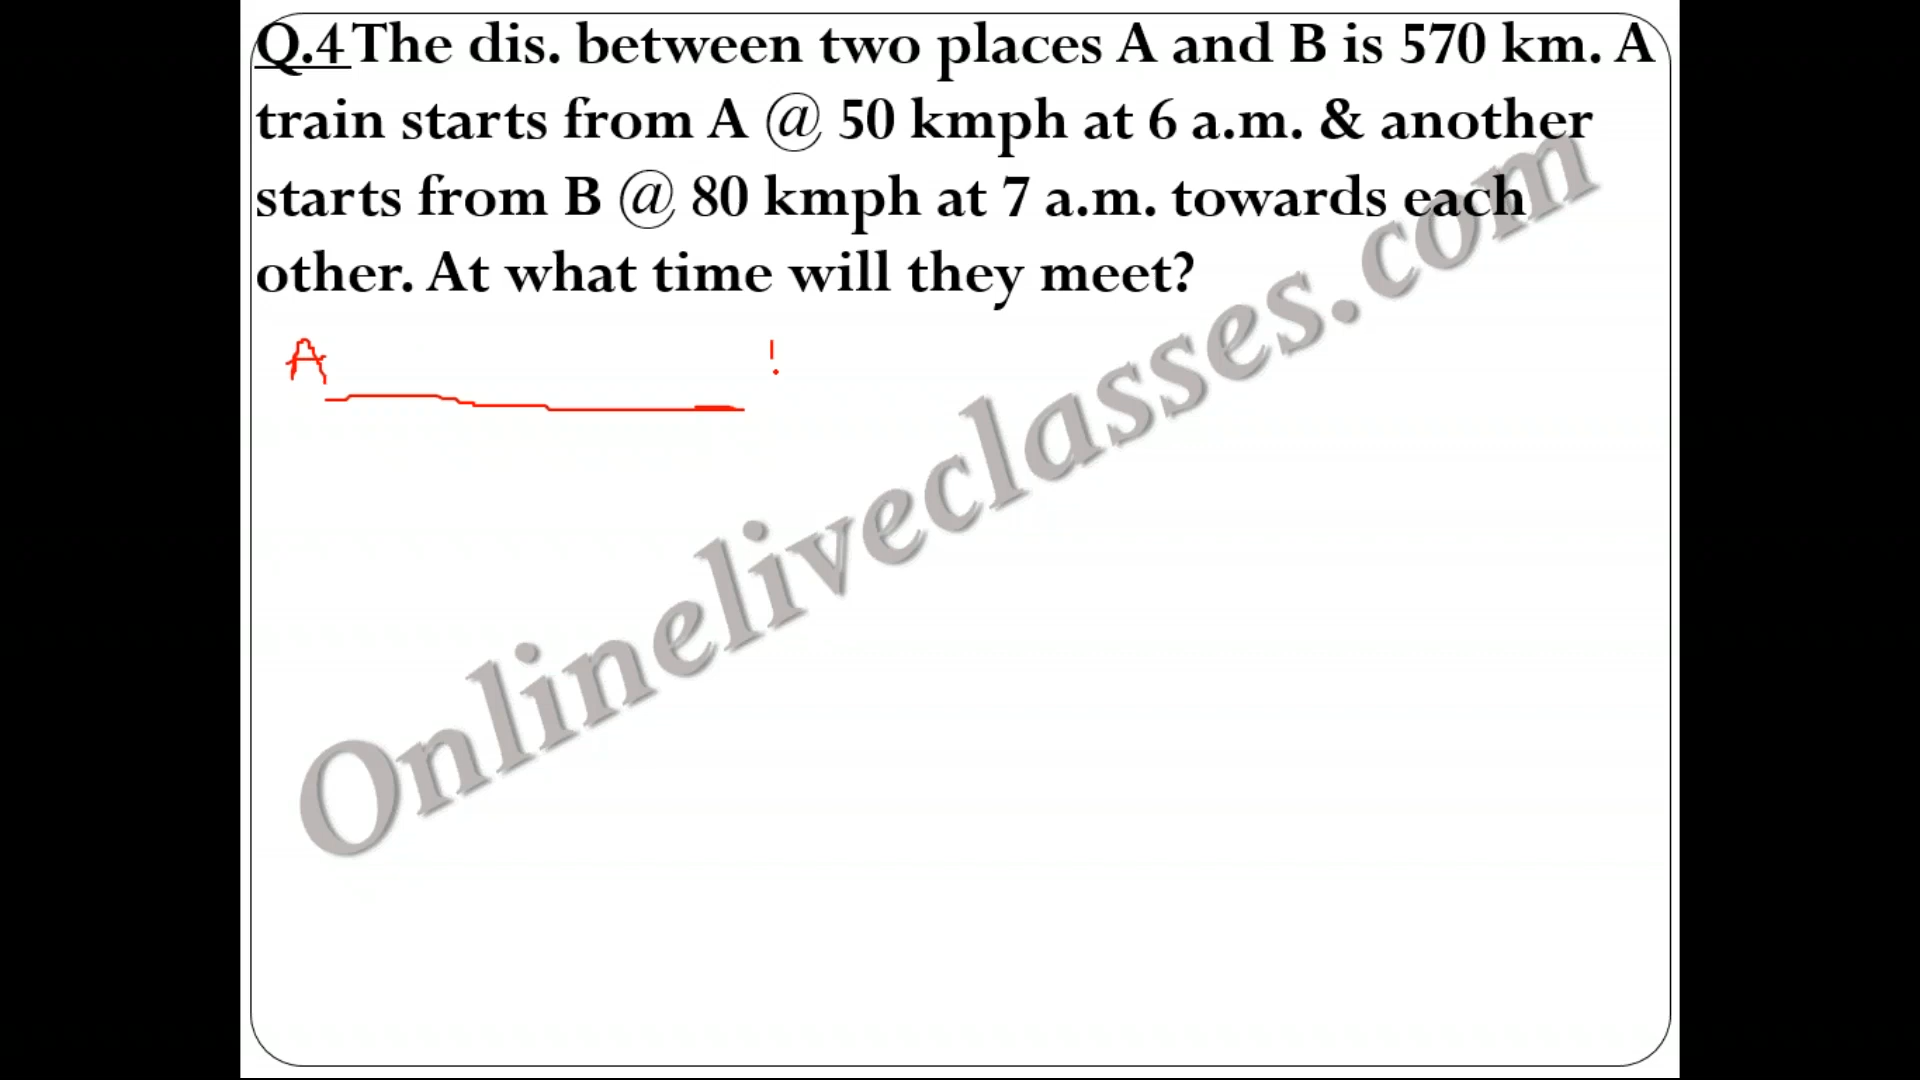 Q.4 The dis. between two places A and B is 570 km. A
train starts from A @ 50 kmph at 6 a.m. & another
starts from B @ 80 kmph at 7 a.m. towards each
other. At what time will they meet?
A !
Onlineliveclasses.com